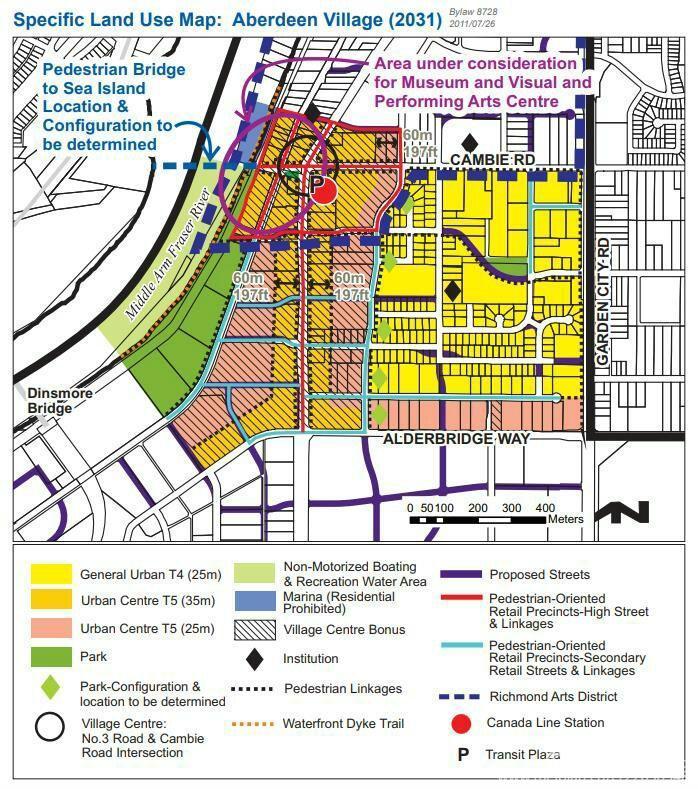 Specific Land Use Map: Aberdeen Village (2031)
Bylaw 8728
2011/07/26
Pedestrian Bridge
to Sea Island
Location &
Configuration to
be determined
Area under consideration
for Museum and Visual and
Performing Arts Centre
60m
197ft
CAMBIE RD
P
Middle Arm Fraser River
60m
197ft
60m
197ft
GARDEN CITY RD
Dinsmore
Bridge
ALDERBRIDGE WAY
0 50 100 200 300 400
Meters
N
General Urban T4 (25m)
Urban Centre T5 (35m)
Urban Centre T5 (25m)
Park
Park-Configuration &
location to be determined
Village Centre:
No.3 Road & Cambie
Road Intersection
Non-Motorized Boating
& Recreation Water Area
Marina (Residential
Prohibited)
Village Centre Bonus
Institution
Pedestrian Linkages
Waterfront Dyke Trail
Proposed Streets
Pedestrian-Oriented
Retail Precincts-High Street
& Linkages
Pedestrian-Oriented
Retail Precincts-Secondary
Retail Streets & Linkages
Richmond Arts District
Canada Line Station
P Transit Plaza